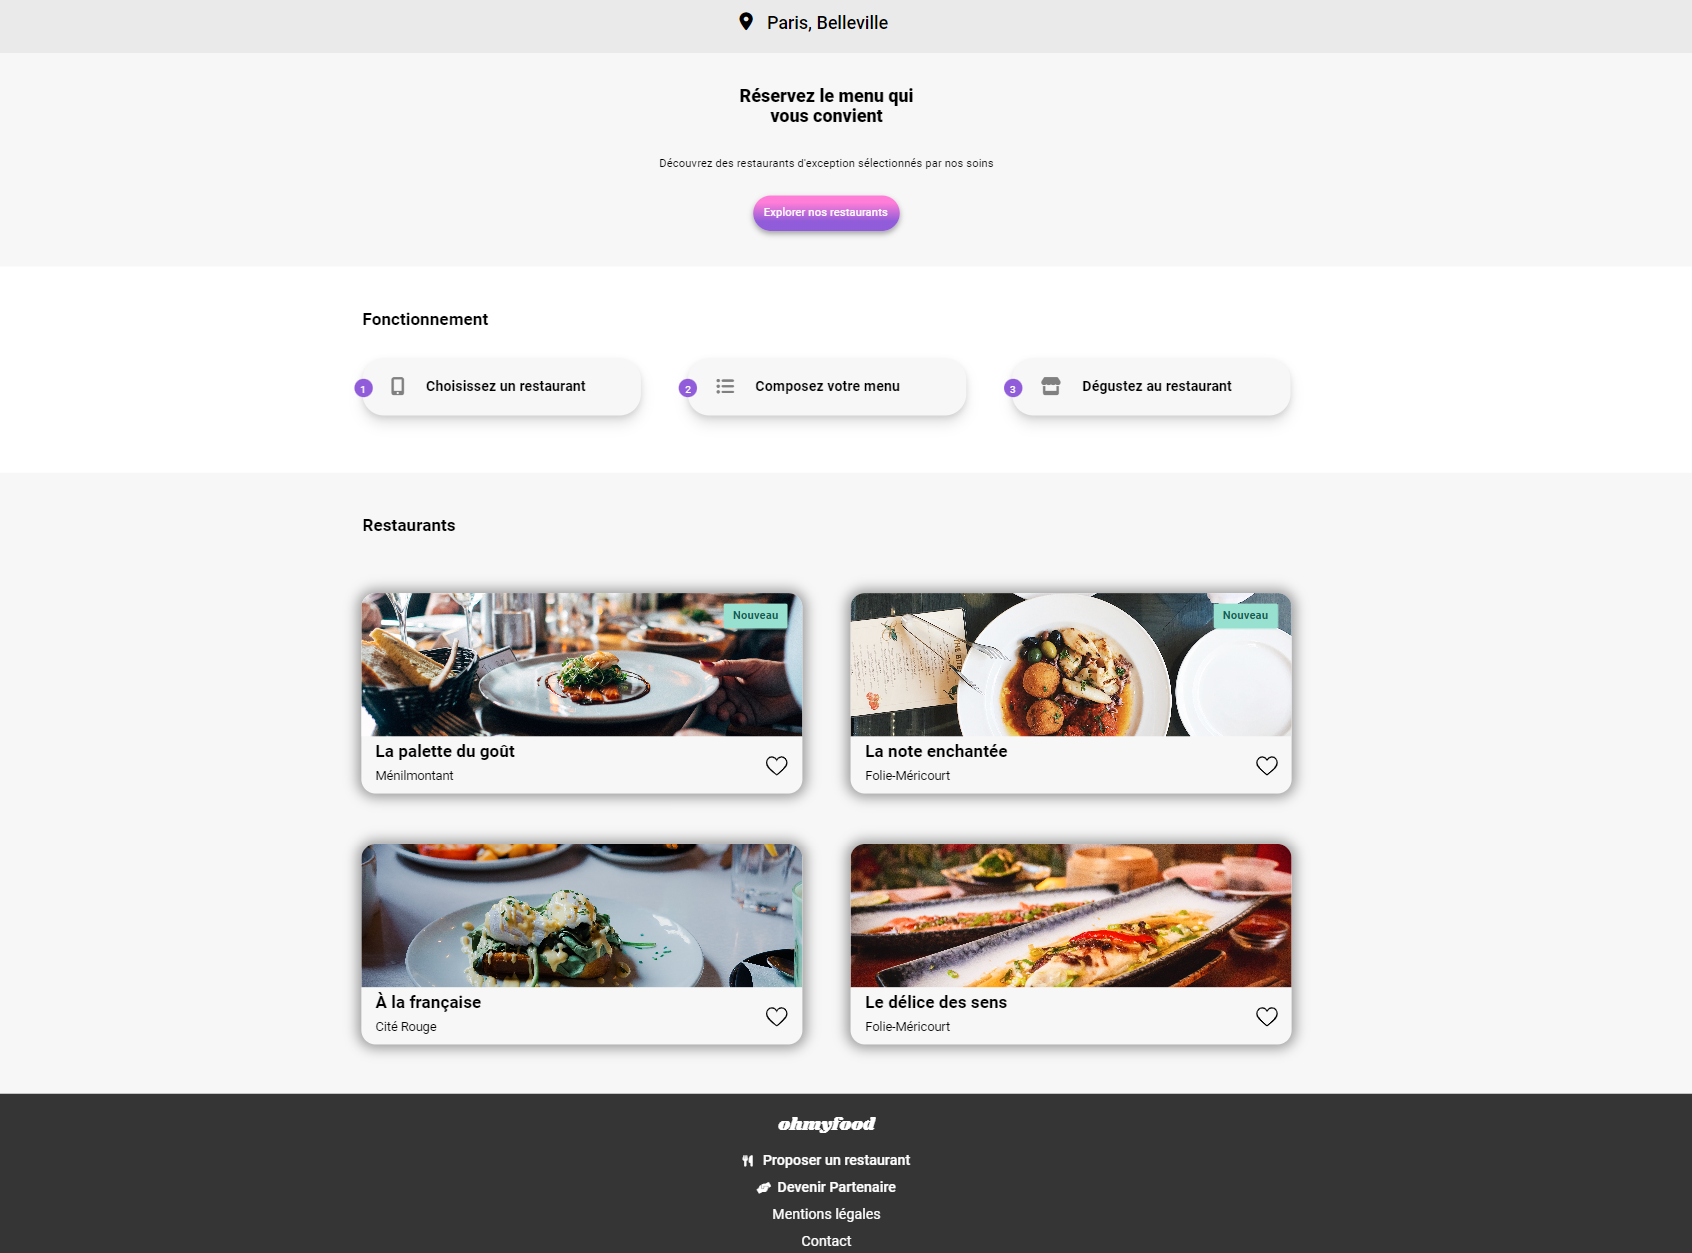 Paris, Belleville
Réservez le menu qui
vous convient
Découvrez des restaurants d'exception sélectionnés par nos soins
Explorer nos restaurants
Fonctionnement
1 Choisissez un restaurant
2 Composez votre menu
3 Dégustez au restaurant
Restaurants
Nouveau
La palette du goût
Ménilmontant
Nouveau
La note enchantée
Folie-Méricourt
À la française
Cité Rouge
Le délice des sens
Folie-Méricourt
ohmyfood
Proposer un restaurant
Devenir Partenaire
Mentions légales
Contact